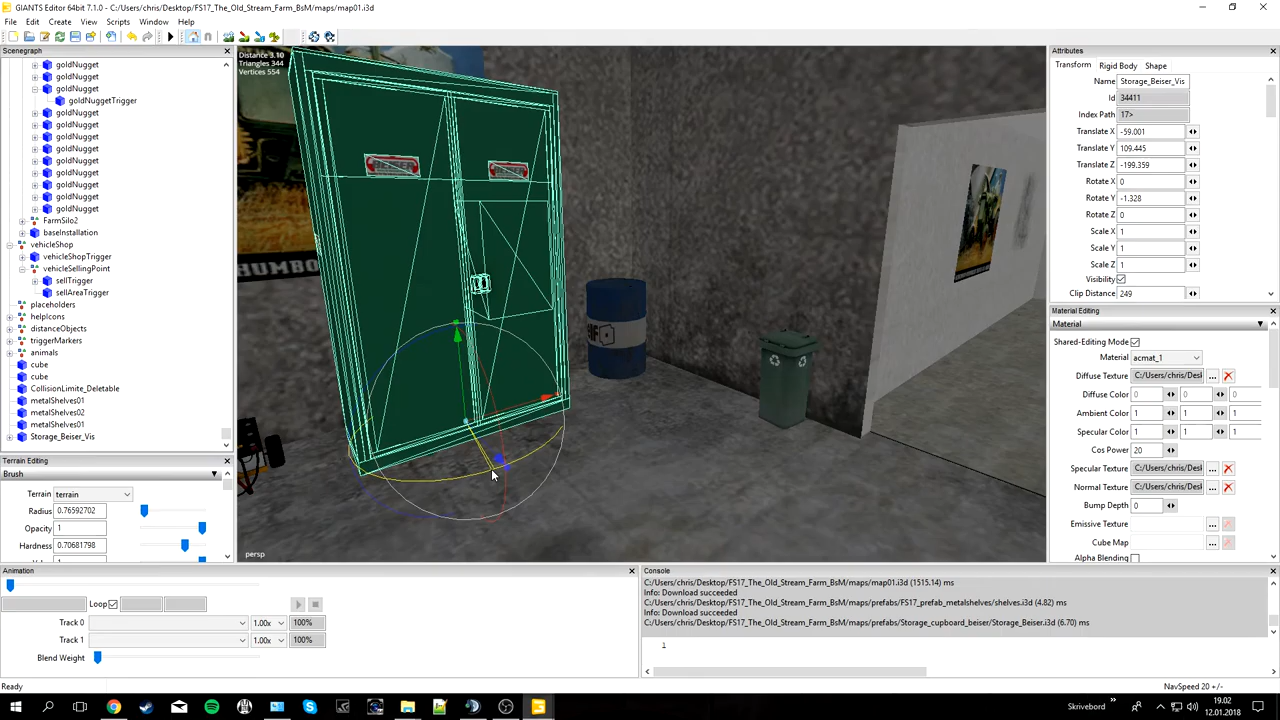 GIANTS Editor 64bit 7.1.0 - C:/Users/chris/Desktop/FS17_The_Old_Stream_Farm_BsM/maps/map01.i3d
File Edit Create View Scripts Window Help
Scenegraph
goldNugget
goldNugget
goldNugget
goldNuggetTrigger
goldNugget
goldNugget
goldNugget
goldNugget
goldNugget
goldNugget
goldNugget
goldNugget
goldNugget
FarmSilo2
baseInstallation
vehicleShop
vehicleShopTrigger
vehicleSellingPoint
sellTrigger
sellAreaTrigger
placeholders
helpIcons
distanceObjects
triggerMarkers
animals
cube
cube
CollisionLimite_Deletable
metalShelves01
metalShelves02
metalShelves01
Storage_Beiser_Vis
Terrain Editing
Brush
Terrain terrain
Radius 0.76592702
Opacity 1
Hardness 0.70681798
Distance 3.10
Triangles 344
Vertices 554
BEISER
HUMBO
persp
Attributes
Transform Rigid Body Shape
Name Storage_Beiser_Vis
Id 34411
Index Path 17>
Translate X -59.001
Translate Y 109.445
Translate Z -199.359
Rotate X 0
Rotate Y -1.328
Rotate Z 0
Scale X 1
Scale Y 1
Scale Z 1
Visibility
Clip Distance 249
Material Editing
Material
Shared-Editing Mode
Material acmat_1
Diffuse Texture C:/Users/chris/Desl ...
Diffuse Color 0 0 0
Ambient Color 1 1 1
Specular Color 1 1 1
Cos Power 20
Specular Texture C:/Users/chris/Desl ...
Normal Texture C:/Users/chris/Desl ...
Bump Depth 0
Emissive Texture ...
Cube Map ...
Alpha Blending
Animation
Loop
Track 0 1.00x 100%
Track 1 1.00x 100%
Blend Weight
Console
C:/Users/chris/Desktop/FS17_The_Old_Stream_Farm_BsM/maps/map01.i3d (1515.14) ms
Info: Download succeeded
C:/Users/chris/Desktop/FS17_The_Old_Stream_Farm_BsM/maps/prefabs/FS17_prefab_metalshelves/shelves.i3d (4.82) ms
Info: Download succeeded
C:/Users/chris/Desktop/FS17_The_Old_Stream_Farm_BsM/maps/prefabs/Storage_cupboard_beiser/Storage_Beiser.i3d (6.70) ms
1
Ready
NavSpeed 20 +/-
Skrivebord
19.02
12.01.2018